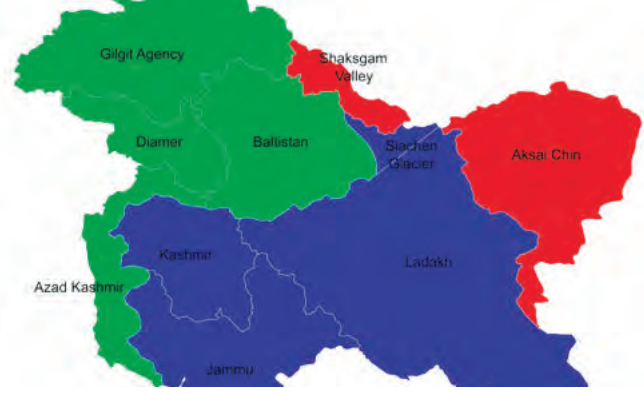 Gilgit Agency
Shaksgam
Valley
Diamer
Baltistan
Siachen
Glacier
Aksai Chin
Kashmir
Ladakh
Azad Kashmir
Jammu